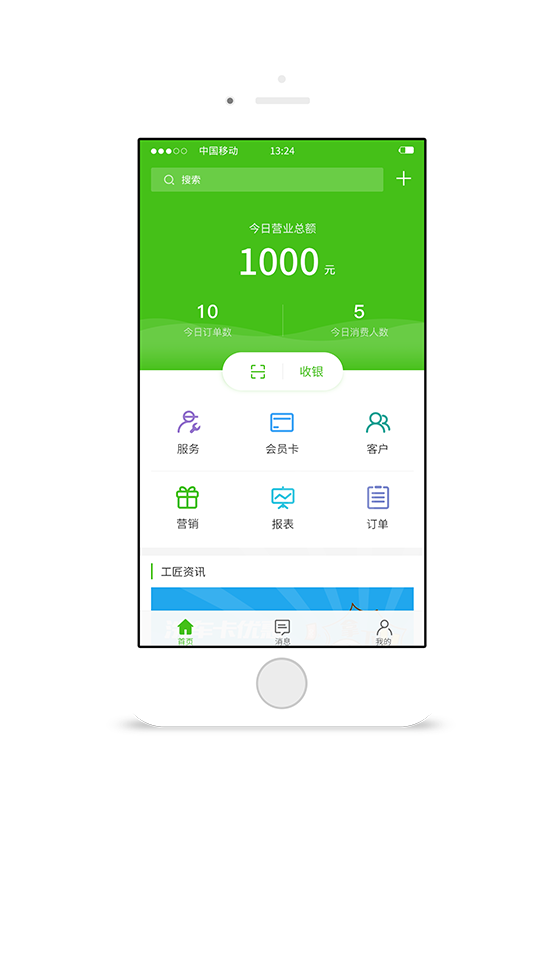 中国移动 13:24
搜索
今日营业总额
1000 元
10 5
今日订单数 今日消费人数
收银
服务 会员卡 客户
营销 报表 订单
工匠资讯
首页 消息 我的